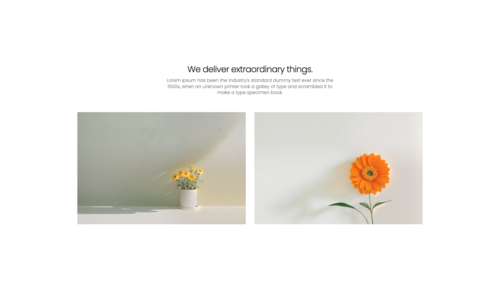 We deliver extraordinary things.
Lorem Ipsum has been the industry's standard dummy text ever since the
1500s, when an unknown printer took a galley of type and scrambled it to
make a type specimen book.